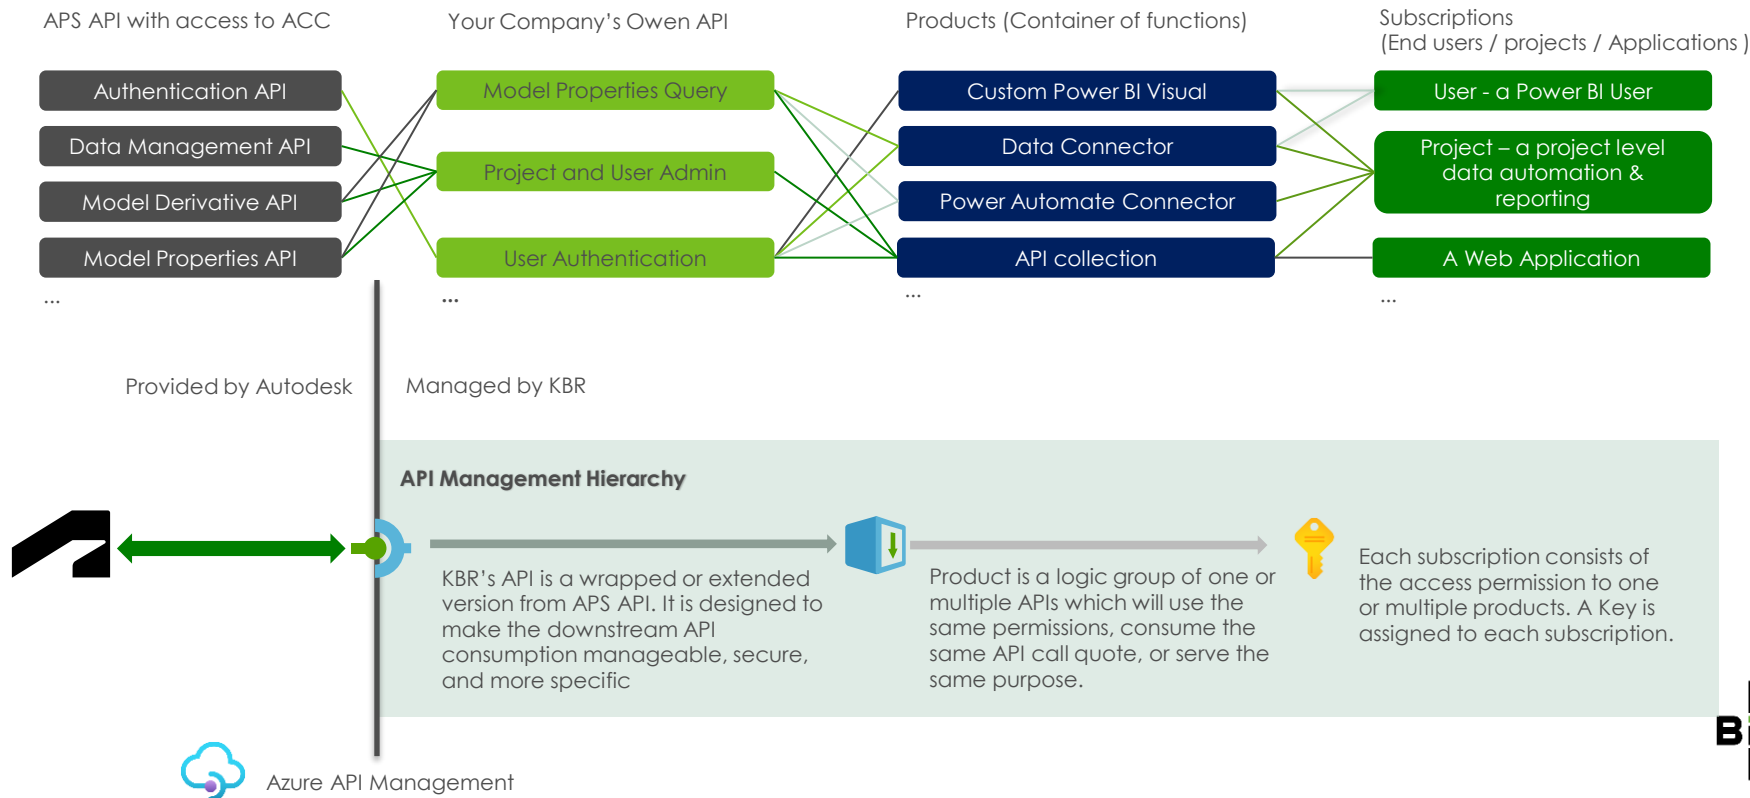 APS API with access to ACC
Your Company's Owen API
Products (Container of functions)
Subscriptions
(End users / projects / Applications )
Authentication API
Data Management API
Model Derivative API
Model Properties API
...
Model Properties Query
Project and User Admin
User Authentication
...
Custom Power BI Visual
Data Connector
Power Automate Connector
API collection
...
User - a Power BI User
Project – a project level
data automation &
reporting
A Web Application
...
Provided by Autodesk
Managed by KBR
API Management Hierarchy
KBR's API is a wrapped or extended
version from APS API. It is designed to
make the downstream API
consumption manageable, secure,
and more specific
Product is a logic group of one or
multiple APIs which will use the
same permissions, consume the
same API call quote, or serve the
same purpose.
Each subscription consists of
the access permission to one
or multiple products. A Key is
assigned to each subscription.
B
Azure API Management